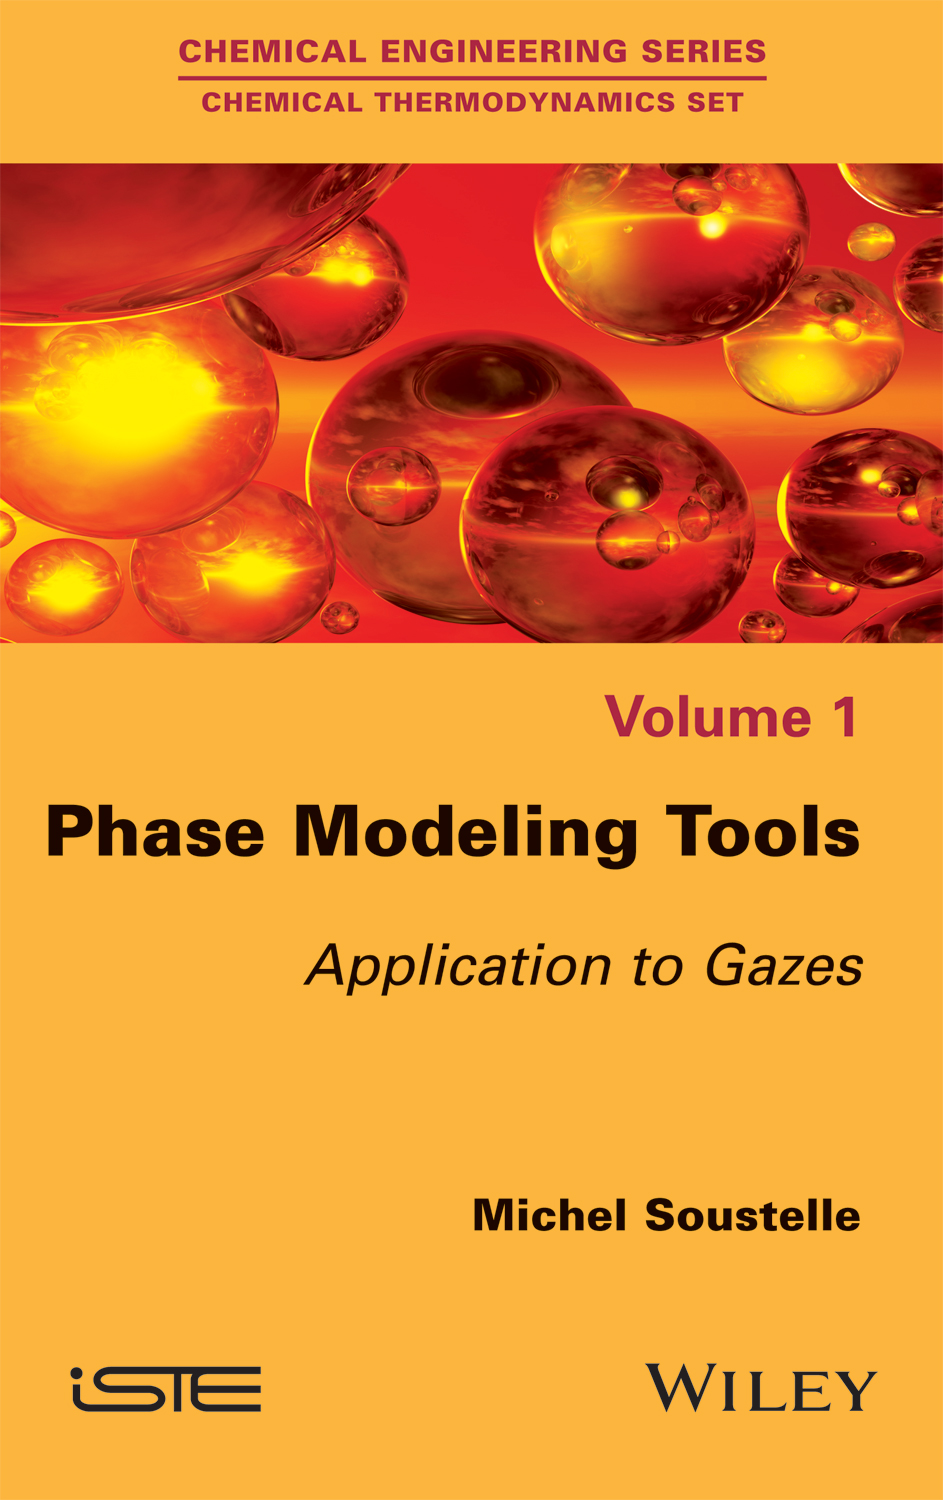 CHEMICAL ENGINEERING SERIES
CHEMICAL THERMODYNAMICS SET
Volume 1
Phase Modeling Tools
Application to Gazes
Michel Soustelle
iSTE
WILEY